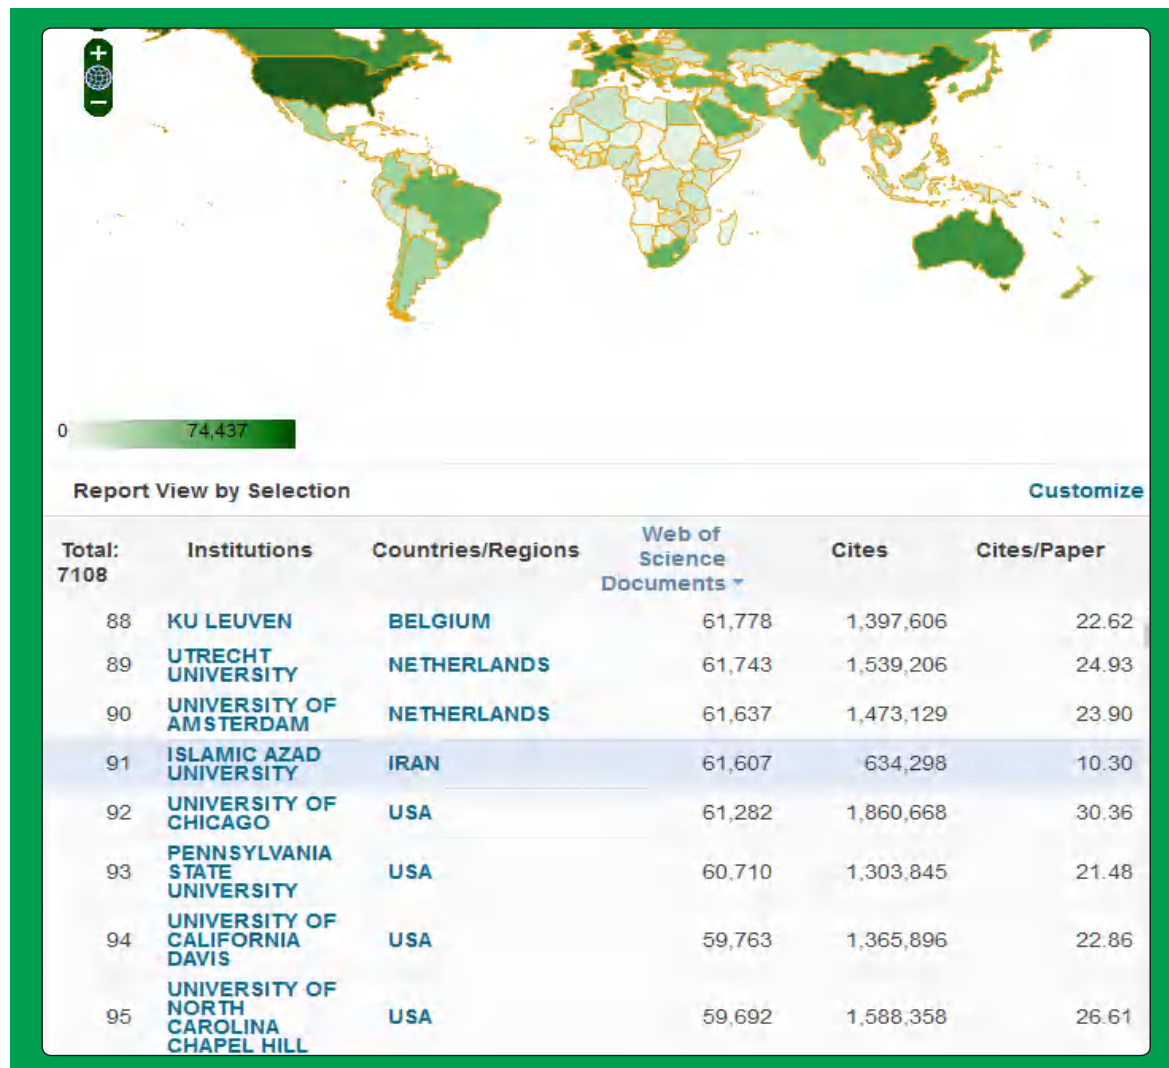 +
−
0 74,437
Report View by Selection Customize
Total: 7108 Institutions Countries/Regions Web of Science Documents Cites Cites/Paper
88 KU LEUVEN BELGIUM 61,778 1,397,606 22.62
89 UTRECHT UNIVERSITY NETHERLANDS 61,743 1,539,206 24.93
90 UNIVERSITY OF AMSTERDAM NETHERLANDS 61,637 1,473,129 23.90
91 ISLAMIC AZAD UNIVERSITY IRAN 61,607 634,298 10.30
92 UNIVERSITY OF CHICAGO USA 61,282 1,860,668 30.36
93 PENNSYLVANIA STATE UNIVERSITY USA 60,710 1,303,845 21.48
94 UNIVERSITY OF CALIFORNIA DAVIS USA 59,763 1,365,896 22.86
95 UNIVERSITY OF NORTH CAROLINA CHAPEL HILL USA 59,692 1,588,358 26.61